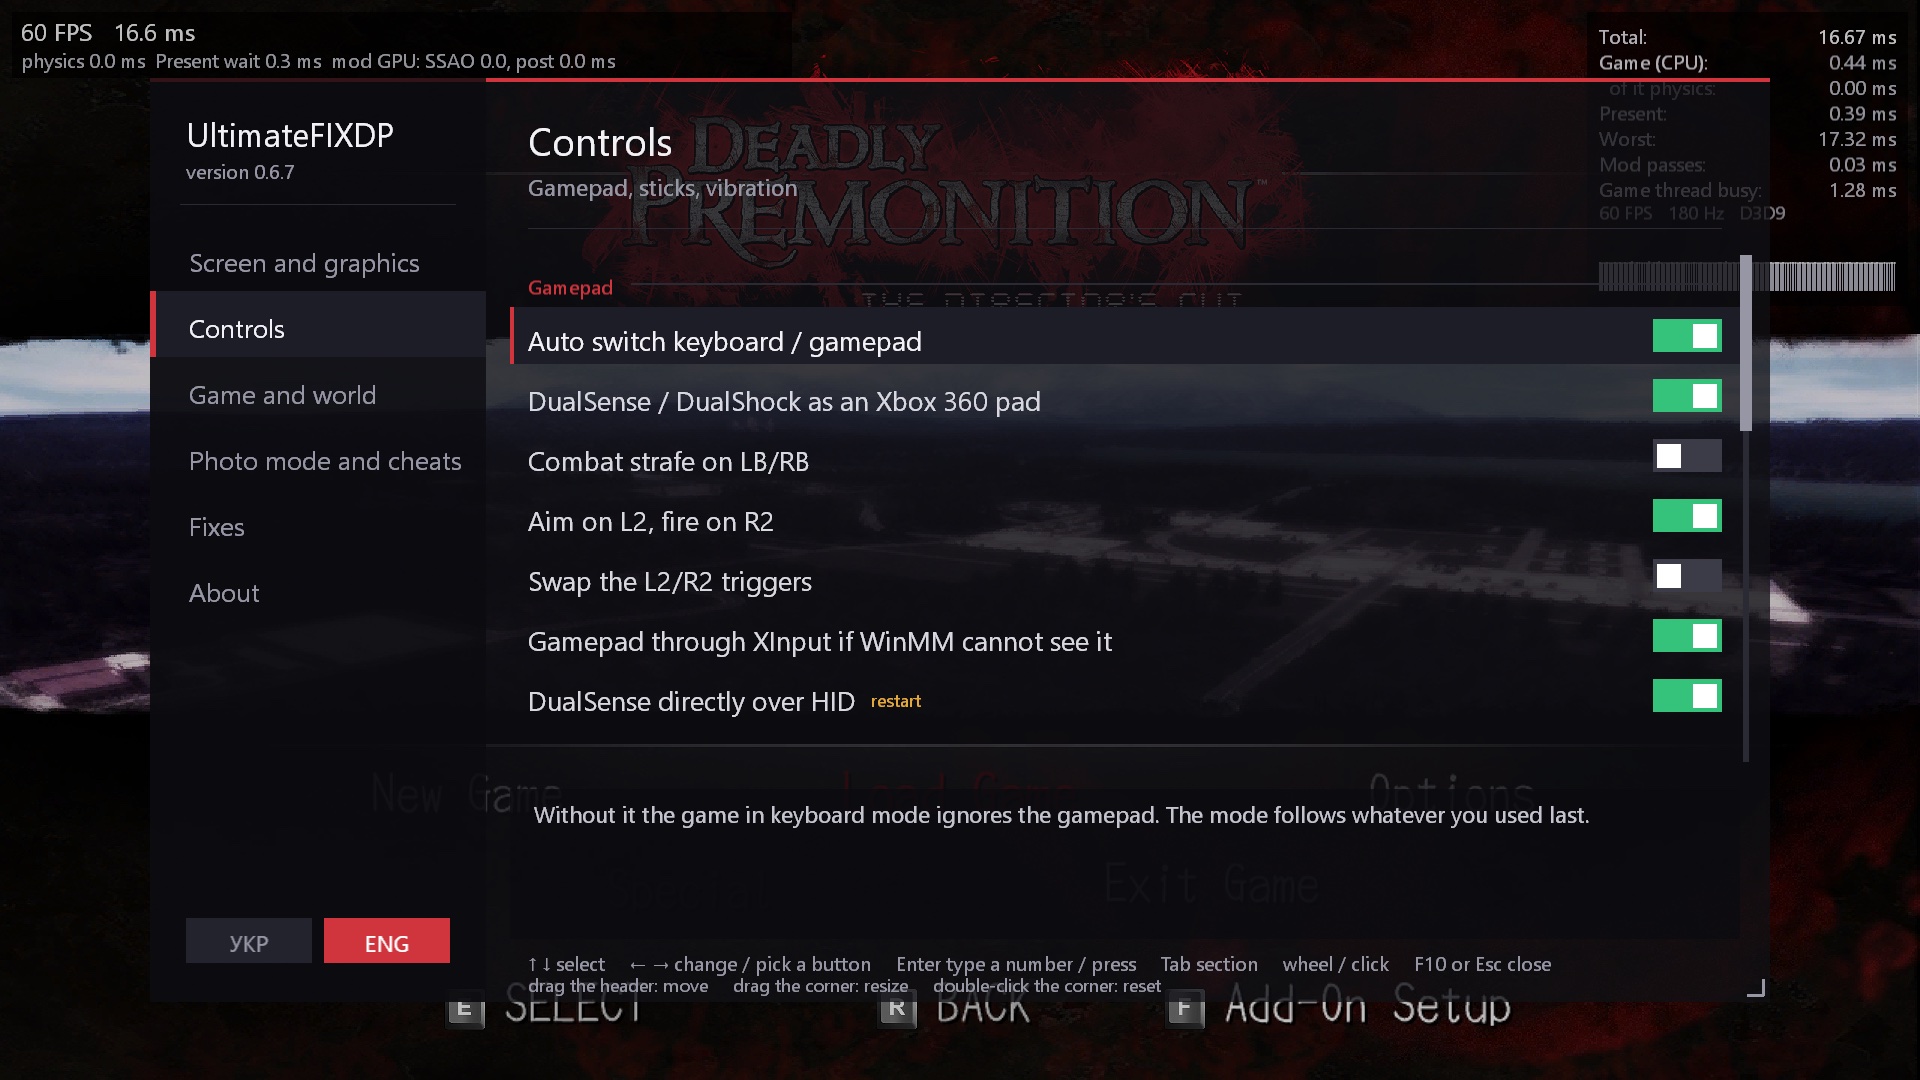 60 FPS 16.6 ms
physics 0.0 ms Present wait 0.3 ms mod GPU: SSAO 0.0, post 0.0 ms
Total: 16.67 ms
Game (CPU): 0.44 ms
of it physics: 0.00 ms
Present: 0.39 ms
Worst: 17.32 ms
Mod passes: 0.03 ms
Game thread busy: 1.28 ms
60 FPS 180 Hz D3D9
UltimateFIXDP
version 0.6.7
Screen and graphics
Controls
Game and world
Photo mode and cheats
Fixes
About
УКР
ENG
Controls
Gamepad, sticks, vibration
DEADLY
PREMONITION™
THE DIRECTOR'S CUT
Gamepad
Auto switch keyboard / gamepad
DualSense / DualShock as an Xbox 360 pad
Combat strafe on LB/RB
Aim on L2, fire on R2
Swap the L2/R2 triggers
Gamepad through XInput if WinMM cannot see it
DualSense directly over HID restart
New Game Load Game Options
Without it the game in keyboard mode ignores the gamepad. The mode follows whatever you used last.
Exit Game
↑↓ select ←→ change / pick a button Enter type a number / press Tab section wheel / click F10 or Esc close
drag the header: move drag the corner: resize double-click the corner: reset
E SELECT R BACK F Add-On Setup